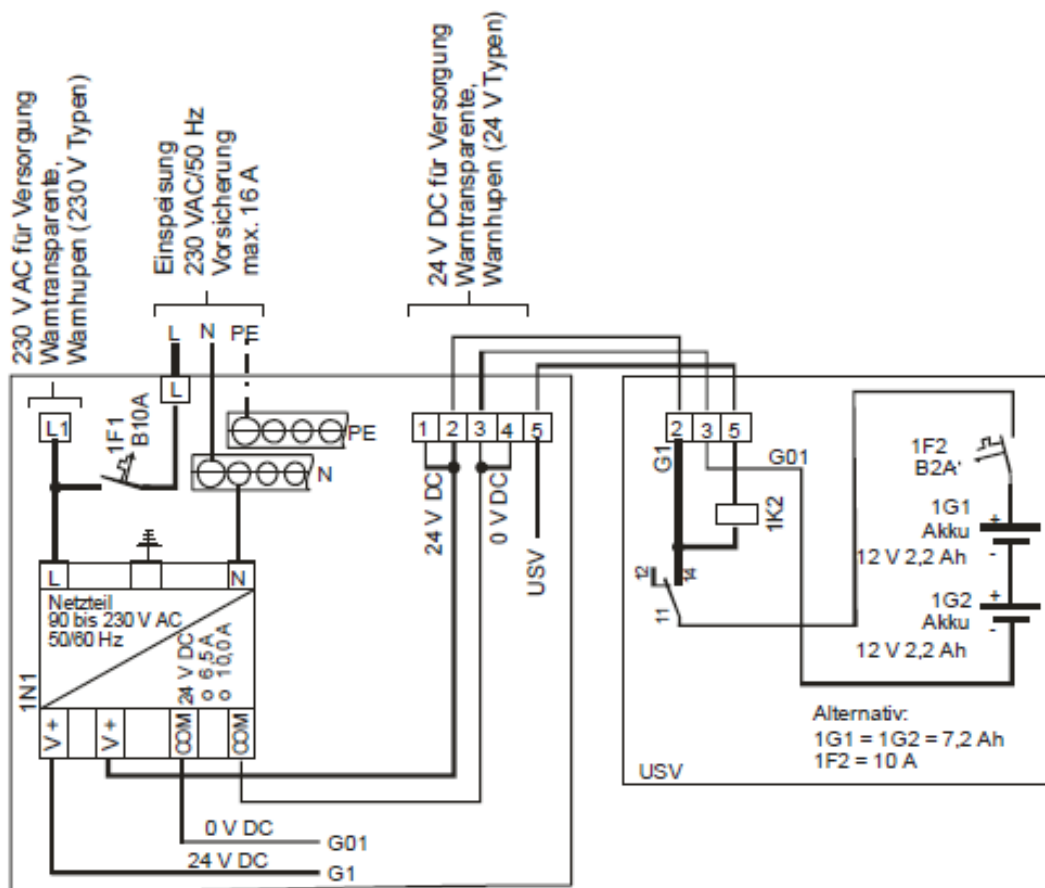 230 V AC für Versorgung
Warntransparente,
Warnhupen (230 V Typen)
Einspeisung
230 VAC/50 Hz
Vorsicherung
max. 16 A
24 V DC für Versorgung
Warntransparente,
Warnhupen (24 V Typen)
L N PE
L
L1
1F1
B10A
PE
N
1 2 3 4 5
24 V DC
0 V DC
USV
L N
Netzteil
90 bis 230 V AC
50/60 Hz
24 V DC
o 6,5 A
o 10,0 A
1N1
V +
V +
COM
COM
0 V DC
G01
24 V DC
G1
2 3 5
G1
G01
1K2
12
14
11
1F2
B2A'
+
1G1
Akku
-
12 V 2,2 Ah
+
1G2
Akku
-
12 V 2,2 Ah
Alternativ:
1G1 = 1G2 = 7,2 Ah
1F2 = 10 A
USV